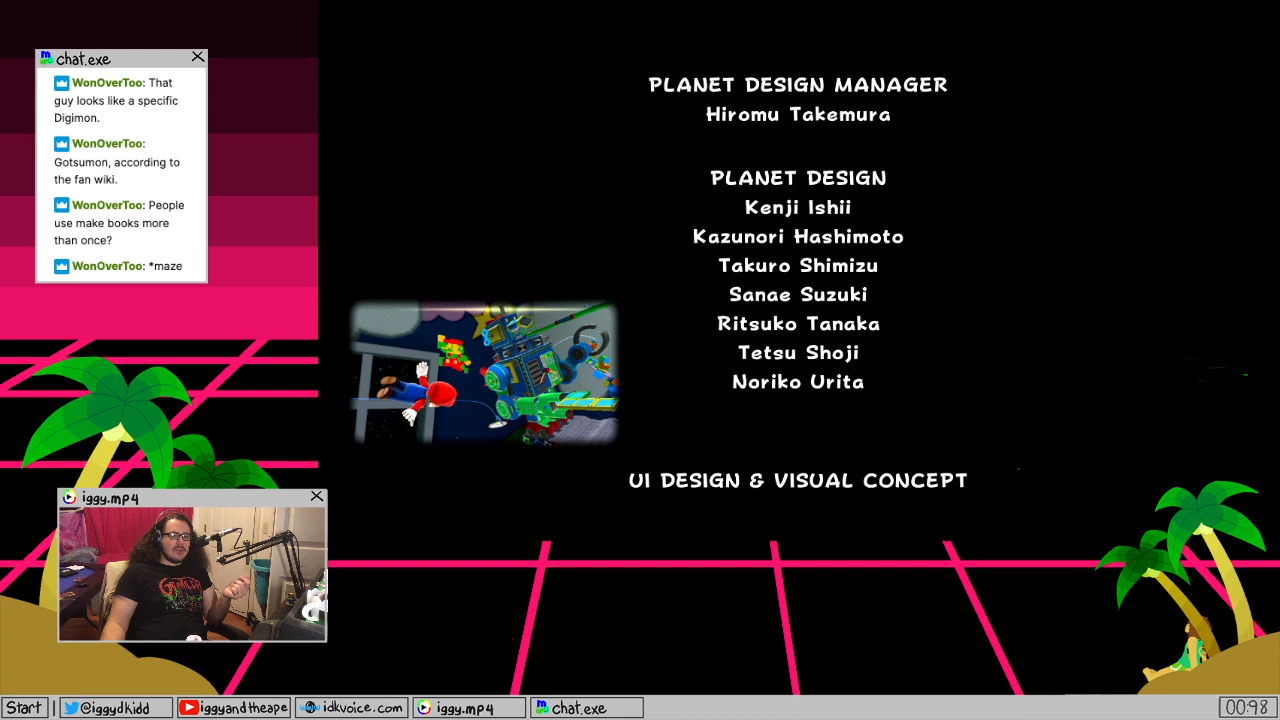 chat.exe
WonOverToo: That
guy looks like a specific
Digimon.
WonOverToo:
Gotsumon, according to
the fan wiki.
WonOverToo: People
use make books more
than once?
WonOverToo: *maze
PLANET DESIGN MANAGER
Hiromu Takemura
PLANET DESIGN
Kenji Ishii
Kazunori Hashimoto
Takuro Shimizu
Sanae Suzuki
Ritsuko Tanaka
Tetsu Shoji
Noriko Urita
UI DESIGN & VISUAL CONCEPT
iggy.mp4
Start | @iggydkidd iggyandtheape idkvoice.com iggy.mp4 chat.exe 00:98